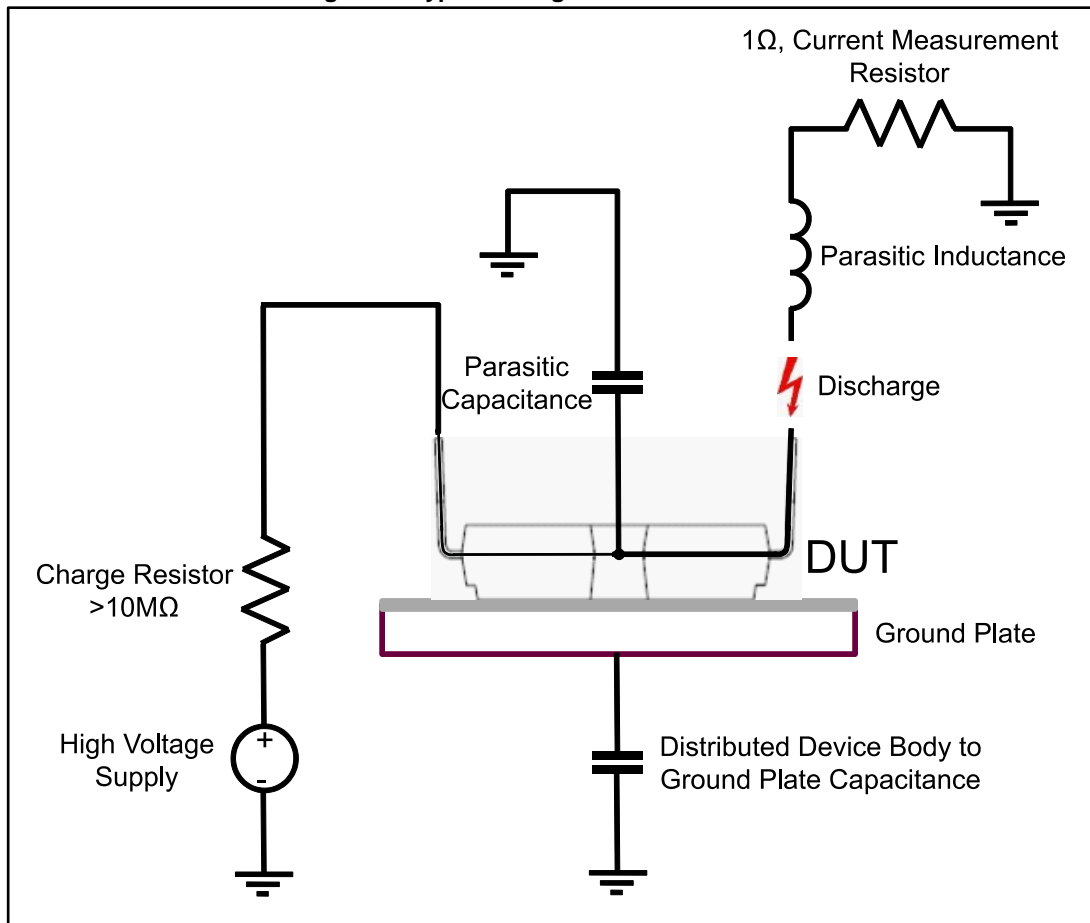 1Ω, Current Measurement
Resistor
Parasitic Inductance
Parasitic
Capacitance
Discharge
DUT
Charge Resistor
>10MΩ
Ground Plate
High Voltage
Supply
+
-
Distributed Device Body to
Ground Plate Capacitance